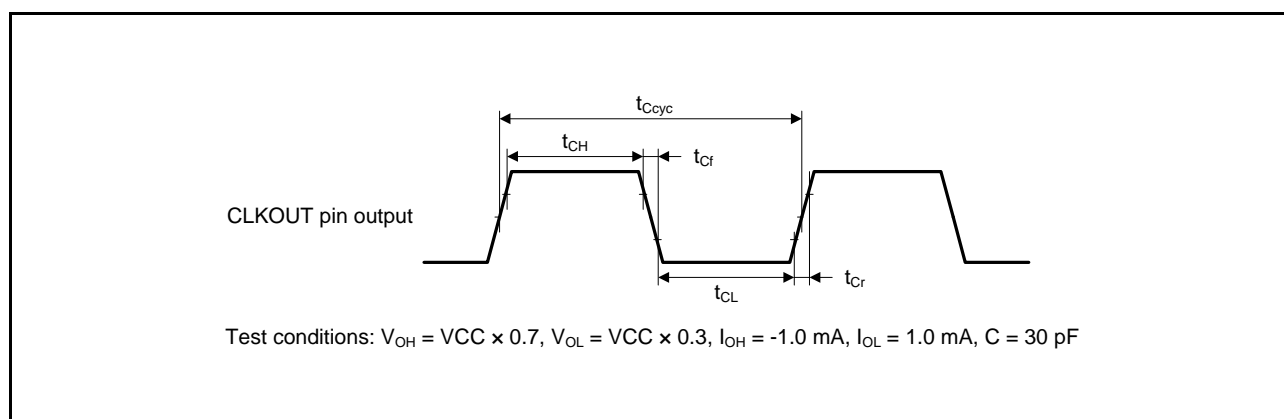 tCcyc
tCH
tCf
CLKOUT pin output
tCL
tCr
Test conditions: VOH = VCC × 0.7, VOL = VCC × 0.3, IOH = -1.0 mA, IOL = 1.0 mA, C = 30 pF